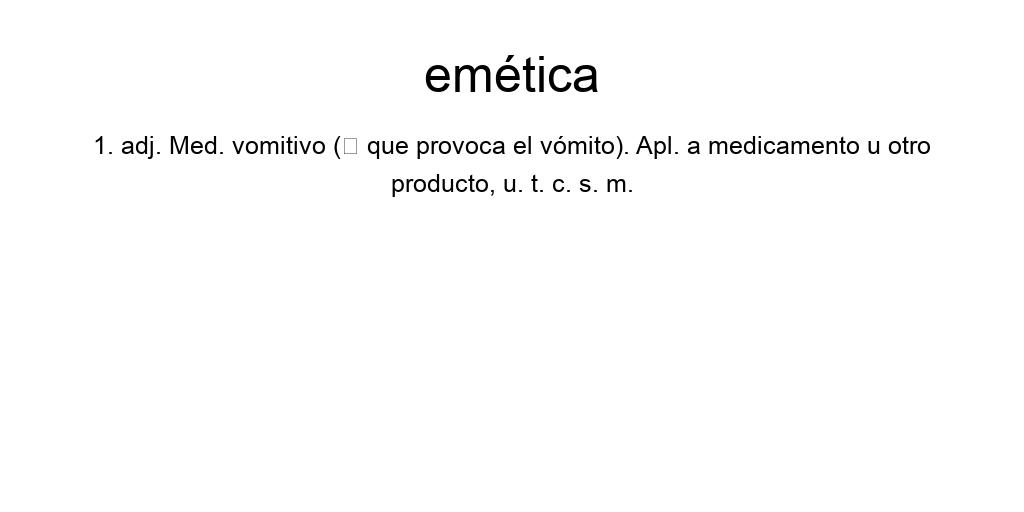 emética
1. adj. Med. vomitivo (▯ que provoca el vómito). Apl. a medicamento u otro
producto, u. t. c. s. m.